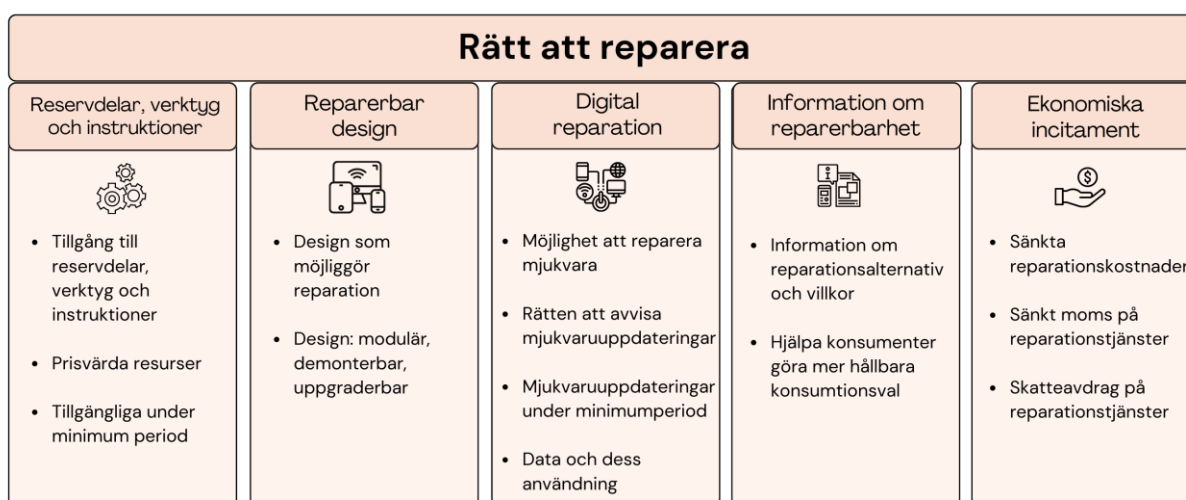 Rätt att reparera
Reservdelar, verktyg
och instruktioner
• Tillgång till
reservdelar,
verktyg och
instruktioner
• Prisvärda resurser
• Tillgängliga under
minimum period
Reparerbar
design
• Design som
möjliggör
reparation
• Design: modulär,
demonterbar,
uppgraderbar
Digital
reparation
• Möjlighet att reparera
mjukvara
• Rätten att avvisa
mjukvaruuppdateringar
• Mjukvaruuppdateringar
under minimumperiod
• Data och dess
användning
Information om
reparerbarhet
• Information om
reparationsalternativ
och villkor
• Hjälpa konsumenter
göra mer hållbara
konsumtionsval
Ekonomiska
incitament
• Sänkta
reparationskostnader
• Sänkt moms på
reparationstjänster
• Skatteavdrag på
reparationstjänster